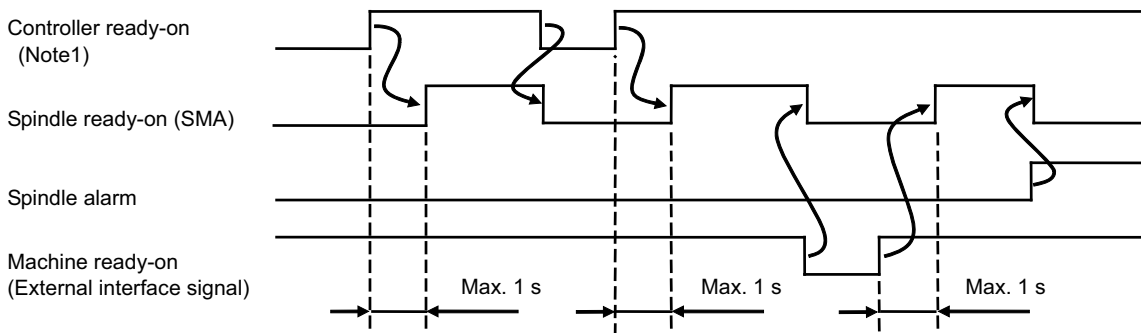 Controller ready-on
(Note1)
Spindle ready-on (SMA)
Spindle alarm
Machine ready-on
(External interface signal)
Max. 1 s
Max. 1 s
Max. 1 s